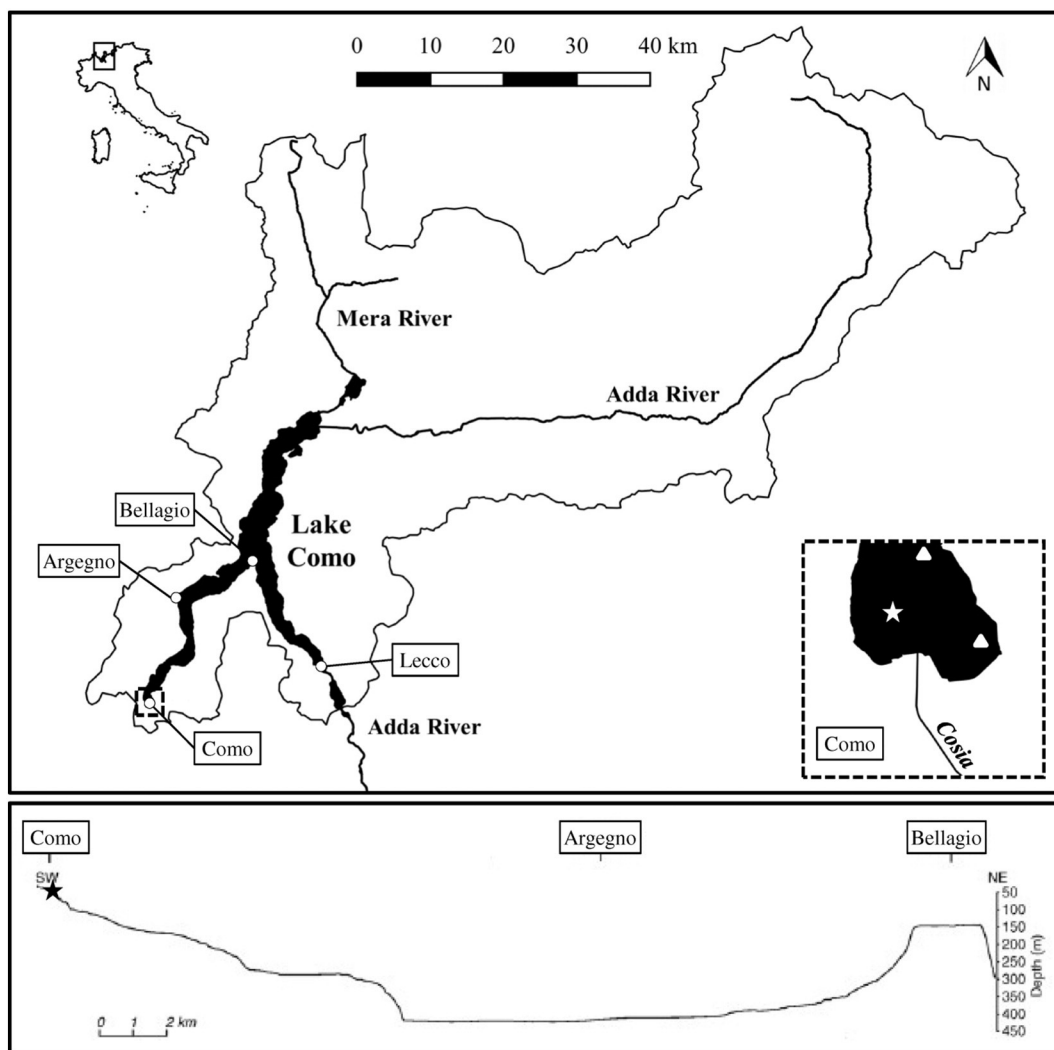 0 10 20 30 40 km
N
Mera River
Adda River
Bellagio
Lake
Como
Argegno
Lecco
Adda River
Como
Como
Cosia
Como
Argegno
Bellagio
SW
NE
50
100
150
200
250
300
350
400
450
Depth (m)
0 1 2 km